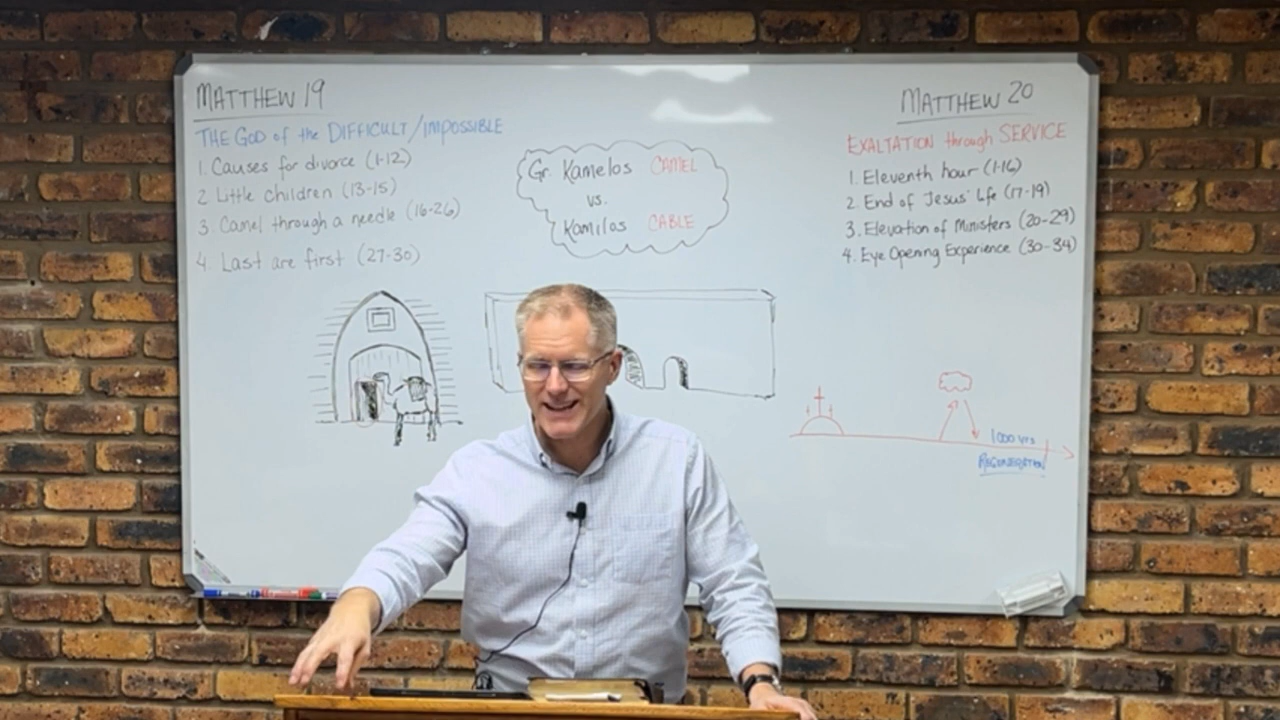 MATTHEW 19
THE GOD of the DIFFICULT/IMPOSSIBLE
1. Causes for divorce (1-12)
2 Little children (13-15)
3. Camel through a needle (16-26)
4. Last are first (27-30)
Gr. Kamelos CAMEL
vs.
Kamilos CABLE
MATTHEW 20
EXALTATION through SERVICE
1. Eleventh hour (1-16)
2. End of Jesus' life (17-19)
3. Elevation of Ministers (20-29)
4. Eye Opening Experience (30-34)
1000 yrs
REGENERATION